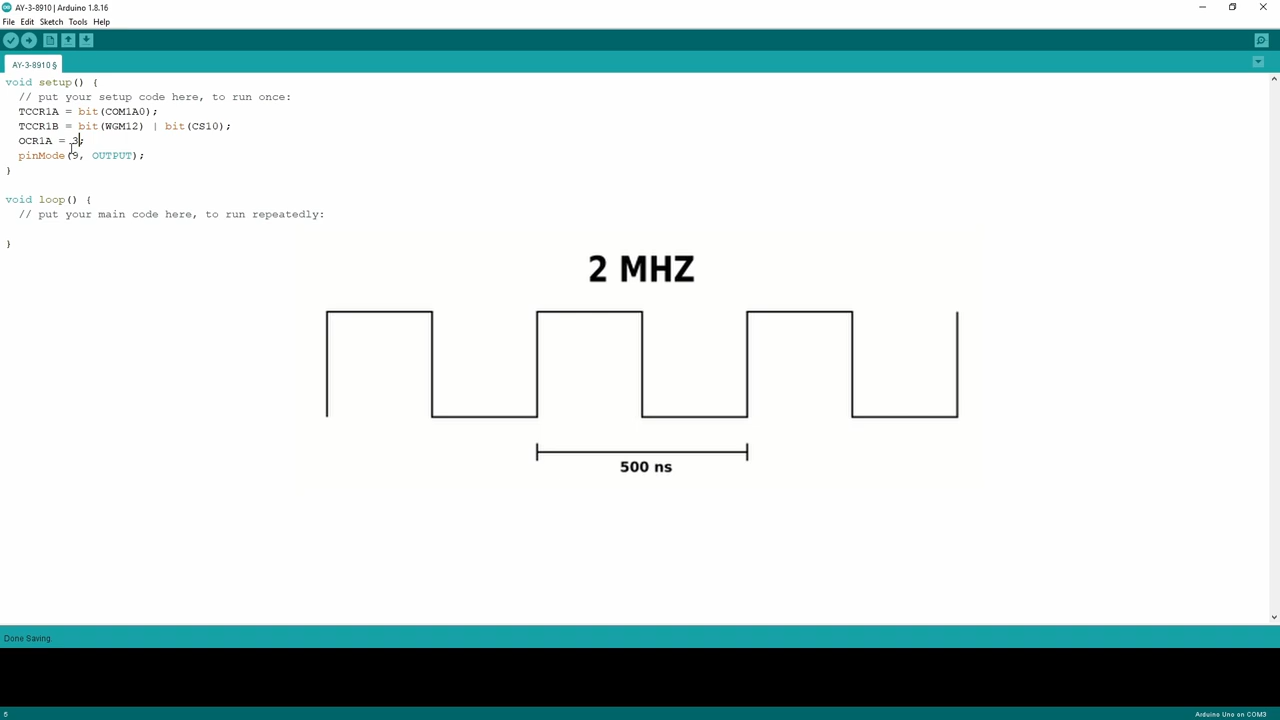 AY-3-8910 | Arduino 1.8.16
File Edit Sketch Tools Help
AY-3-8910 §
void setup() {
  // put your setup code here, to run once:
  TCCR1A = bit(COM1A0);
  TCCR1B = bit(WGM12) | bit(CS10);
  OCR1A = 3;
  pinMode(9, OUTPUT);
}
void loop() {
  // put your main code here, to run repeatedly:
}
2 MHZ
500 ns
Done Saving.
5 Arduino Uno on COM3